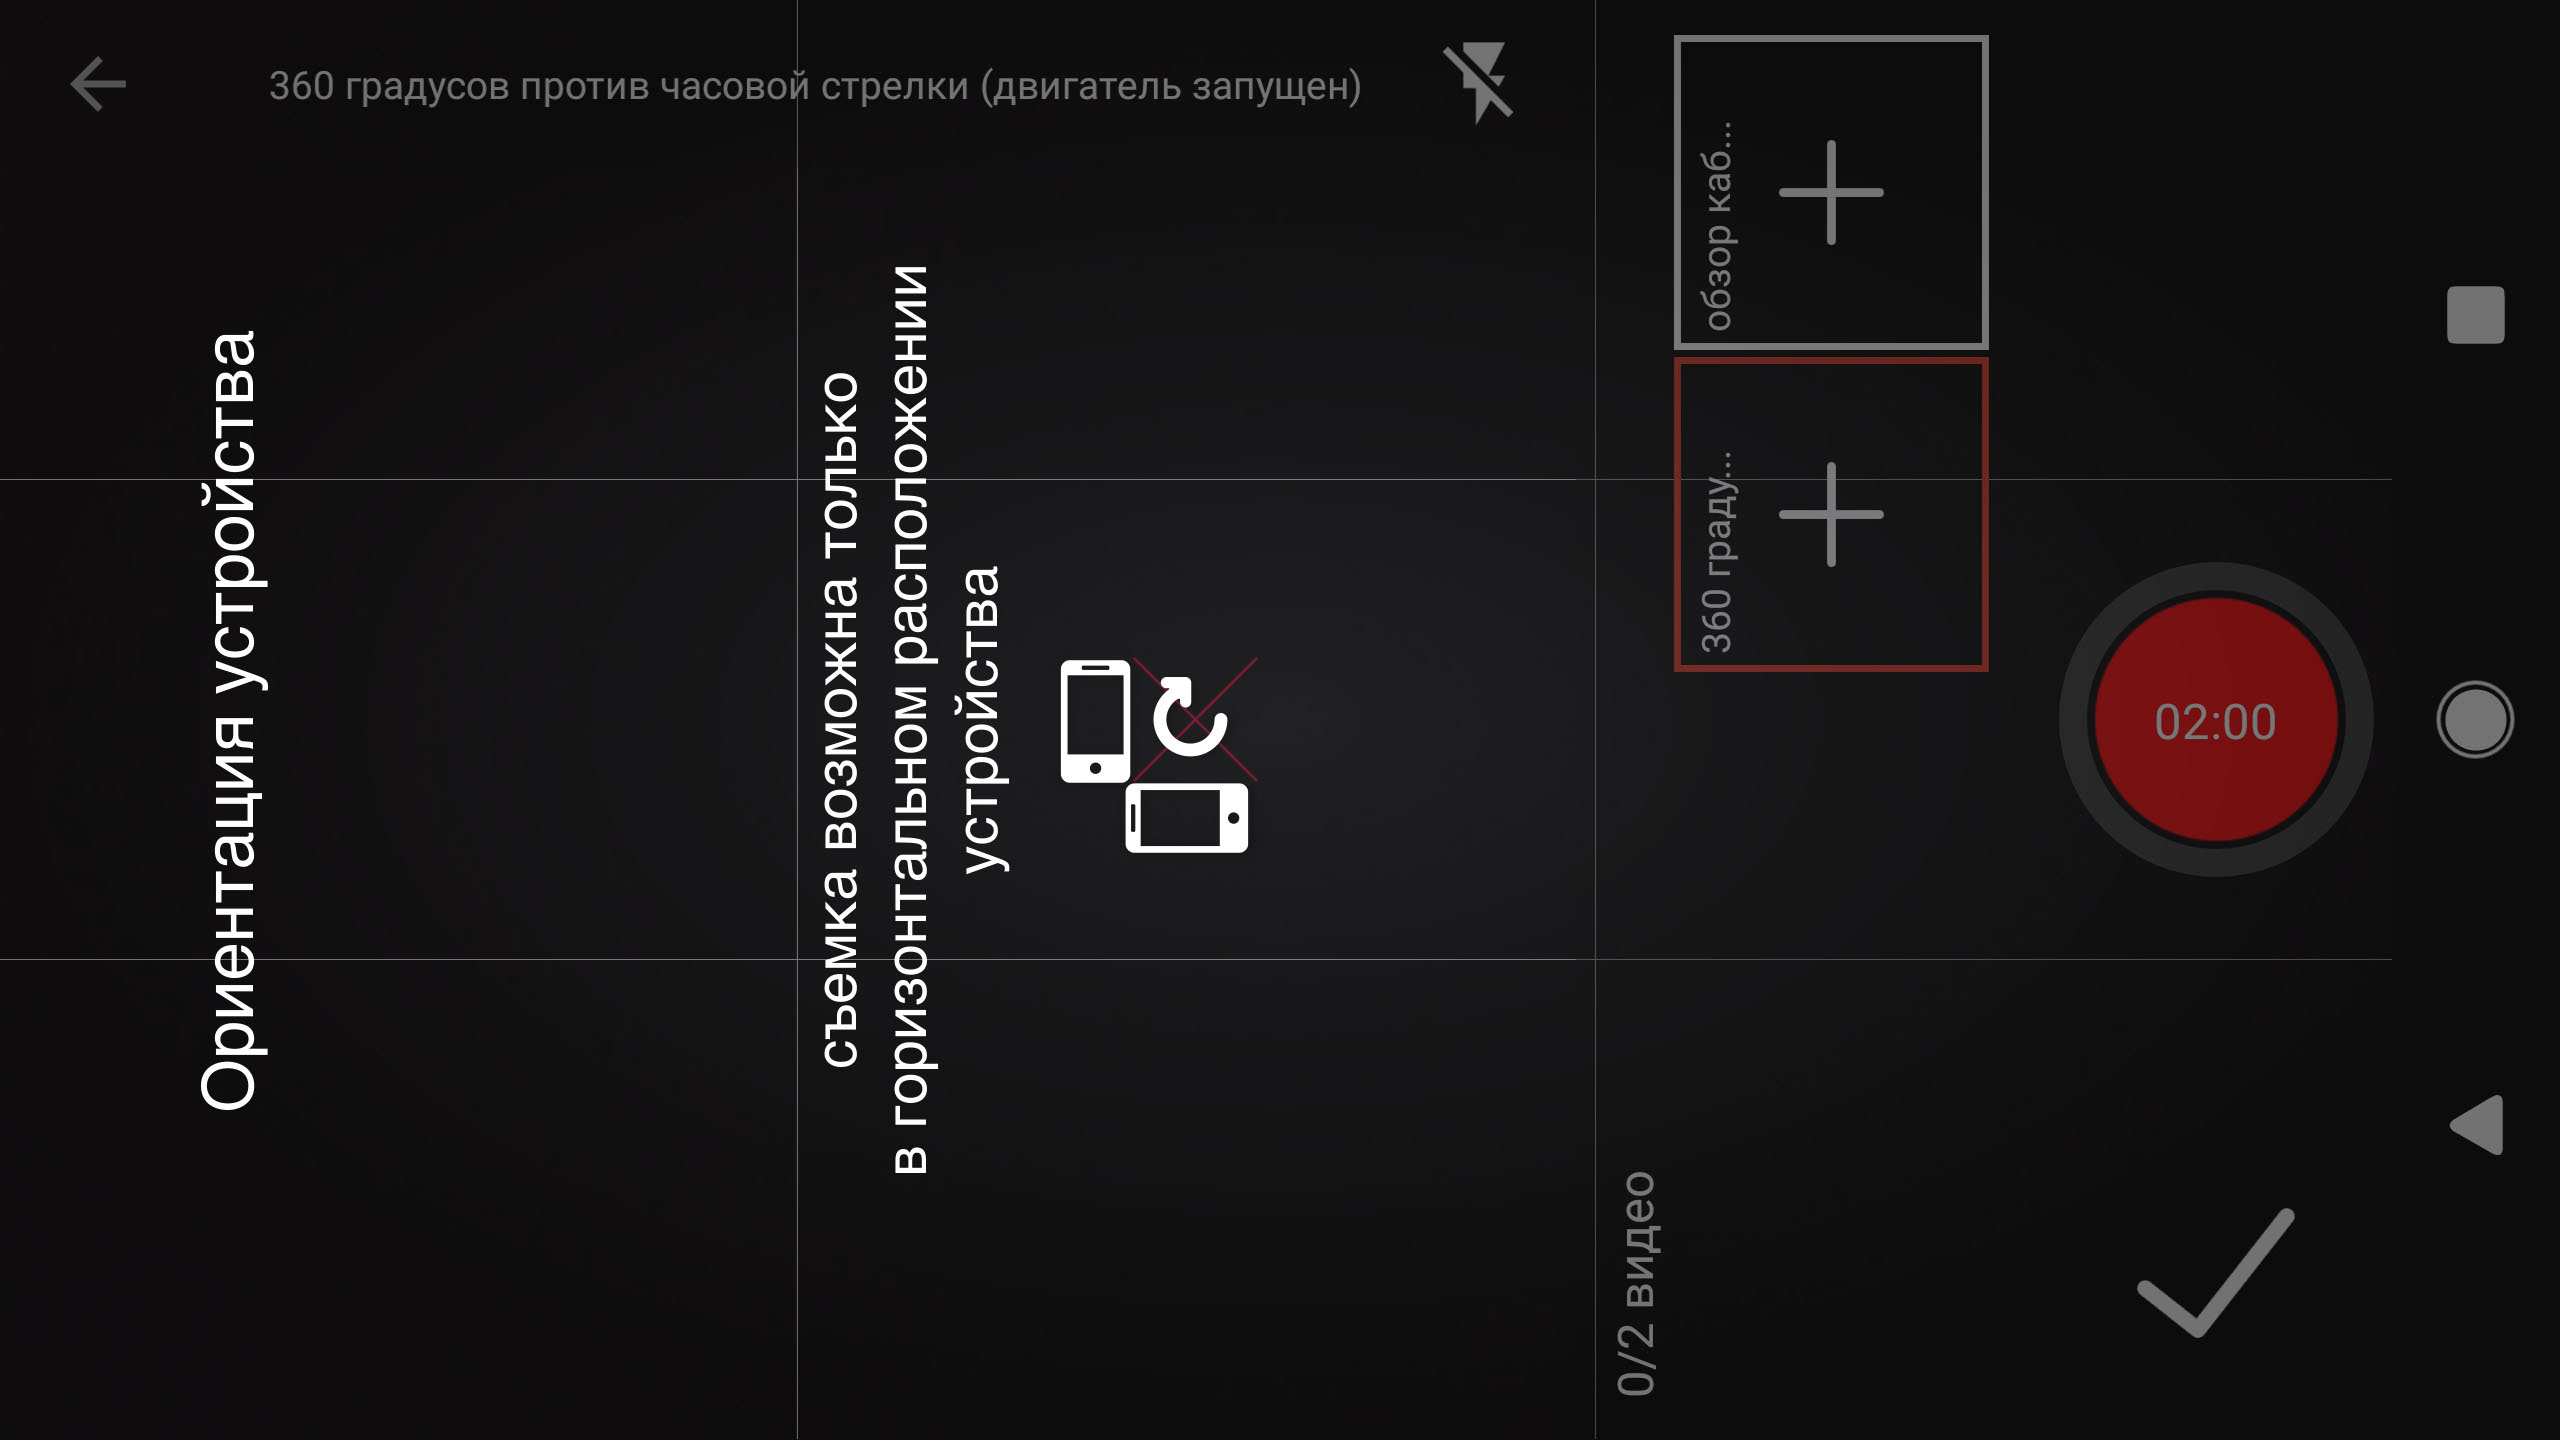 360 градусов против часовой стрелки (двигатель запущен)
Ориентация устройства
съемка возможна только
в горизонтальном расположении
устройства
обзор каб...
360 граду...
02:00
0/2 видео